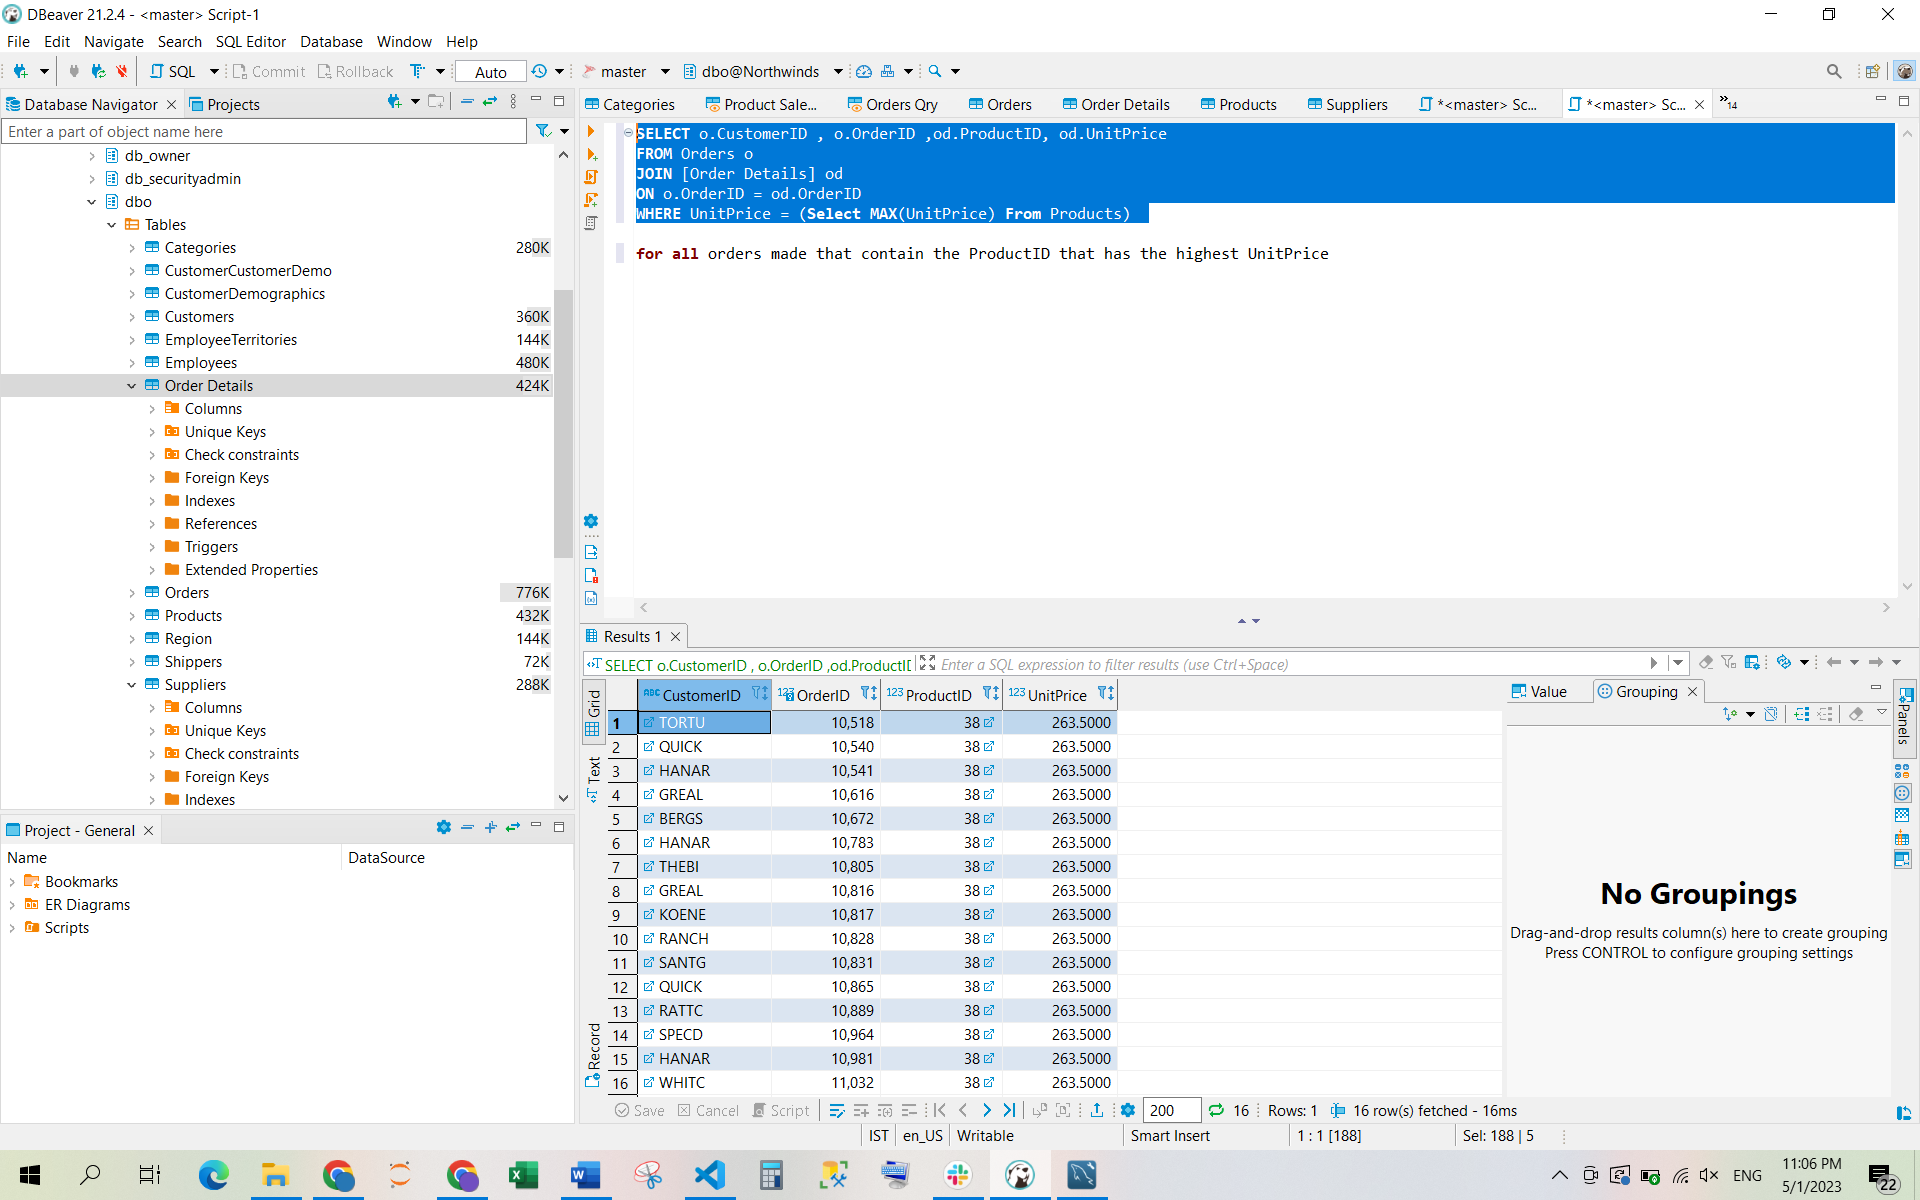 DBeaver 21.2.4 - <master> Script-1
File Edit Navigate Search SQL Editor Database Window Help
SQL Commit Rollback Auto master dbo@Northwinds
Database Navigator Projects
Enter a part of object name here
db_owner
db_securityadmin
dbo
Tables
Categories 280K
CustomerCustomerDemo
CustomerDemographics
Customers 360K
EmployeeTerritories 144K
Employees 480K
Order Details 424K
Columns
Unique Keys
Check constraints
Foreign Keys
Indexes
References
Triggers
Extended Properties
Orders 776K
Products 432K
Region 144K
Shippers 72K
Suppliers 288K
Columns
Unique Keys
Check constraints
Foreign Keys
Indexes
Project - General
Name DataSource
Bookmarks
ER Diagrams
Scripts
Categories Product Sale... Orders Qry Orders Order Details Products Suppliers *<master> Sc... *<master> Sc... »14
SELECT o.CustomerID , o.OrderID ,od.ProductID, od.UnitPrice
FROM Orders o
JOIN [Order Details] od
ON o.OrderID = od.OrderID
WHERE UnitPrice = (Select MAX(UnitPrice) From Products)
for all orders made that contain the ProductID that has the highest UnitPrice
Results 1
SELECT o.CustomerID , o.OrderID ,od.ProductID Enter a SQL expression to filter results (use Ctrl+Space)
Grid
Text
Record
ABC CustomerID 123 OrderID 123 ProductID 123 UnitPrice
1 TORTU 10,518 38 263.5000
2 QUICK 10,540 38 263.5000
3 HANAR 10,541 38 263.5000
4 GREAL 10,616 38 263.5000
5 BERGS 10,672 38 263.5000
6 HANAR 10,783 38 263.5000
7 THEBI 10,805 38 263.5000
8 GREAL 10,816 38 263.5000
9 KOENE 10,817 38 263.5000
10 RANCH 10,828 38 263.5000
11 SANTG 10,831 38 263.5000
12 QUICK 10,865 38 263.5000
13 RATTC 10,889 38 263.5000
14 SPECD 10,964 38 263.5000
15 HANAR 10,981 38 263.5000
16 WHITC 11,032 38 263.5000
Value Grouping
Panels
No Groupings
Drag-and-drop results column(s) here to create grouping
Press CONTROL to configure grouping settings
Save Cancel Script 200 16 Rows: 1 16 row(s) fetched - 16ms
IST en_US Writable Smart Insert 1 : 1 [188] Sel: 188 | 5
ENG 11:06 PM
5/1/2023 22